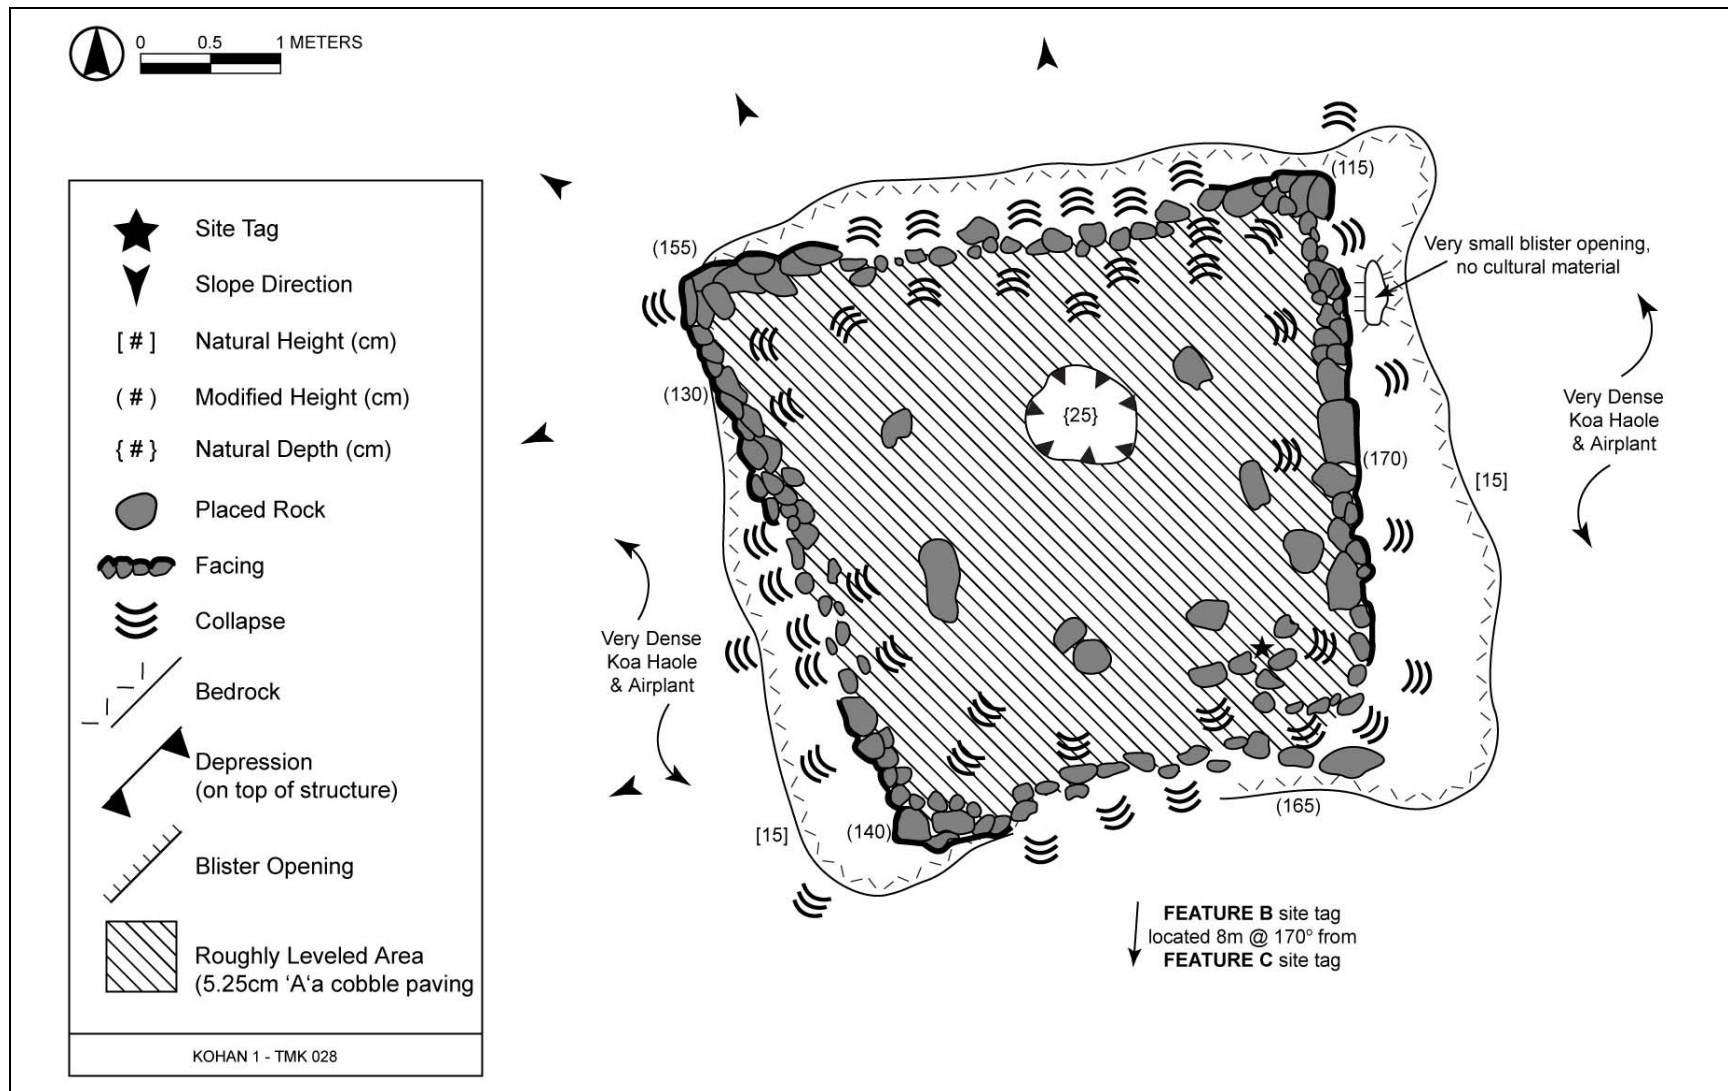 0 0.5 1 METERS
Site Tag
Slope Direction
[ # ] Natural Height (cm)
( # ) Modified Height (cm)
{ # } Natural Depth (cm)
Placed Rock
Facing
Collapse
Bedrock
Depression
(on top of structure)
Blister Opening
Roughly Leveled Area
(5.25cm ‘A‘a cobble paving
KOHAN 1 - TMK 028
(115)
(155)
Very small blister opening,
no cultural material
(130)
{25}
Very Dense
Koa Haole
& Airplant
(170)
[15]
Very Dense
Koa Haole
& Airplant
(165)
[15]
(140)
FEATURE B site tag
located 8m @ 170° from
FEATURE C site tag